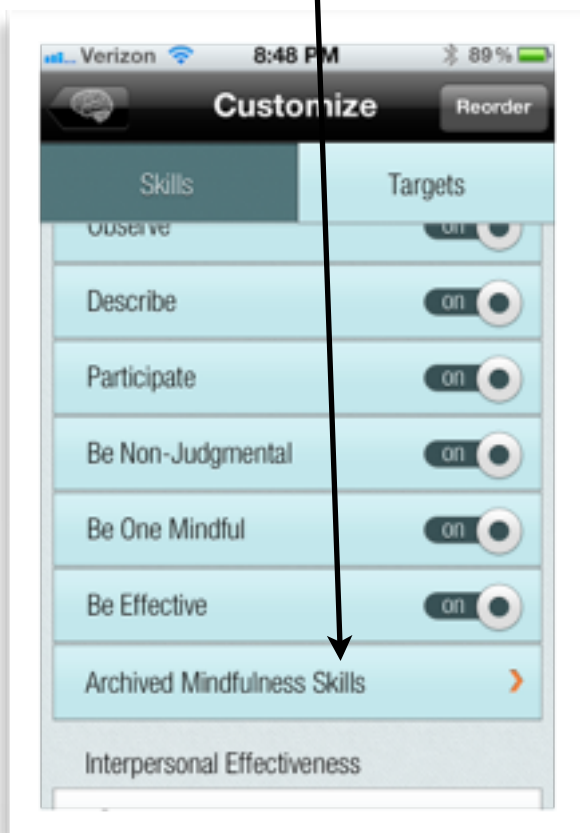 Verizon 8:48 PM 89%
Customize Reorder
Skills Targets
Observe on
Describe on
Participate on
Be Non-Judgmental on
Be One Mindful on
Be Effective on
Archived Mindfulness Skills
Interpersonal Effectiveness